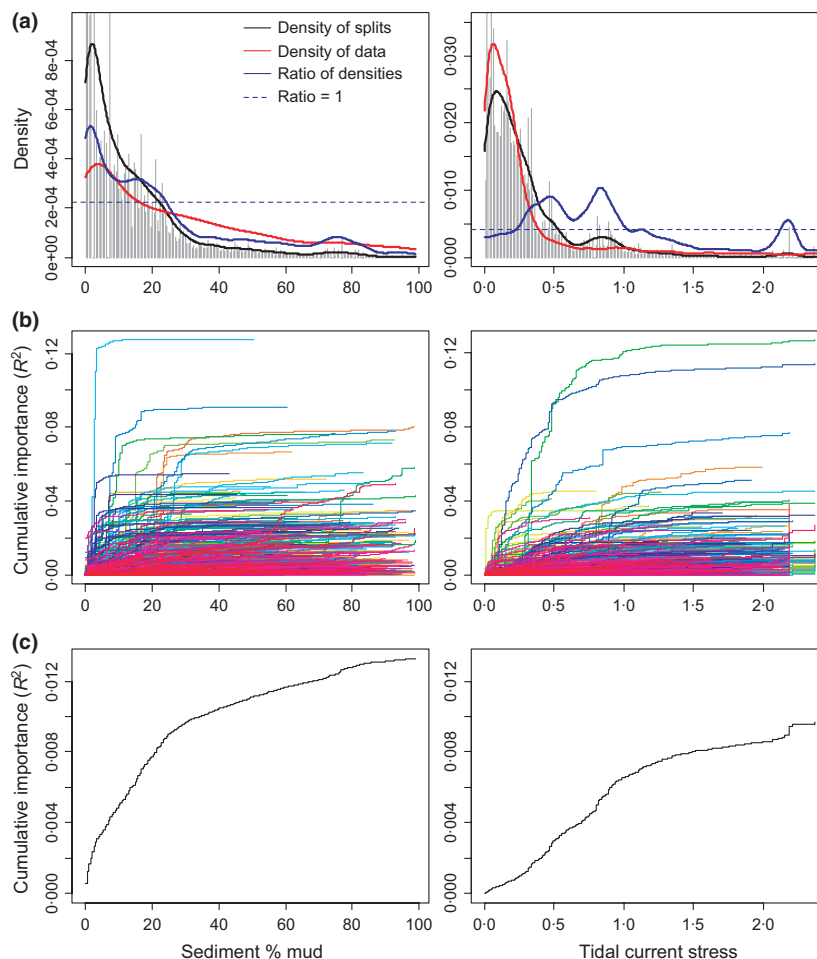 (a)
Density of splits
Density of data
Ratio of densities
Ratio = 1
Density
0e+00 2e-04 4e-04 6e-04 8e-04
0 20 40 60 80 100
0·000 0·010 0·020 0·030
0·0 0·5 1·0 1·5 2·0
(b)
Cumulative importance (R²)
0·00 0·04 0·08 0·12
0 20 40 60 80 100
0·00 0·04 0·08 0·12
0·0 0·5 1·0 1·5 2·0
(c)
Cumulative importance (R²)
0·000 0·004 0·008 0·012
0 20 40 60 80 100
Sediment % mud
0·000 0·004 0·008 0·012
0·0 0·5 1·0 1·5 2·0
Tidal current stress